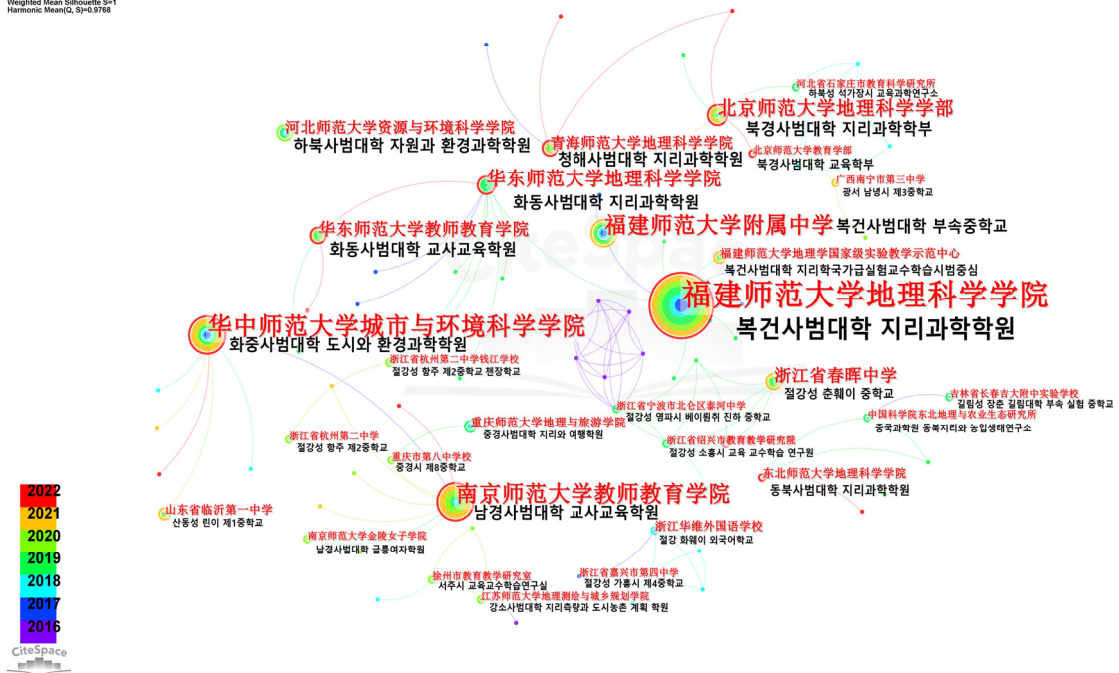 Weighted Mean Silhouette S=1
Harmonic Mean(Q, S)=0.9768
河北省石家庄市教育科学研究所
하북성 석가장시 교육과학연구소
北京师范大学地理科学学部
북경사범대학 지리과학학부
河北师范大学资源与环境科学学院
하북사범대학 자원과 환경과학학원
青海师范大学地理科学学院
청해사범대학 지리과학학원
北京师范大学教育学部
북경사범대학 교육학부
华东师范大学地理科学学院
화동사범대학 지리과학학원
广西南宁市第三中学
광서 남녕시 제3중학교
福建师范大学附属中学 복건사범대학 부속중학교
华东师范大学教师教育学院
화동사범대학 교사교육학원
福建师范大学地理学国家级实验教学示范中心
복건사범대학 지리학국가급실험교수학습시범중심
福建师范大学地理科学学院
복건사범대학 지리과학학원
华中师范大学城市与环境科学学院
화중사범대학 도시와 환경과학학원
浙江省杭州第二中学钱江学校
절강성 항주 제2중학교 첸장학교
浙江省春晖中学
절강성 춘훼이 중학교
吉林省长春吉大附中实验学校
길림성 장춘 길림대학 부속 실험 중학교
浙江省宁波市北仑区泰河中学
절강성 영파시 베이뤈취 진하 중학교
中国科学院东北地理与农业生态研究所
중국과학원 동북지리와 농입생태연구소
重庆师范大学地理与旅游学院
중경사범대학 지리와 여행학원
浙江省杭州第二中学
절강성 항주 제2중학교
浙江省绍兴市教育教学研究院
절강성 소흥시 교육 교수학습 연구원
重庆市第八中学校
중경시 제8중학교
东北师范大学地理科学学院
동북사범대학 지리과학학원
南京师范大学教师教育学院
남경사범대학 교사교육학원
山东省临沂第一中学
산동성 린이 제1중학교
浙江华维外国语学校
절강 화웨이 외국어학교
南京师范大学金陵女子学院
남경사범대학 금릉여자학원
徐州市教育教学研究室
서주시 교육교수학습연구실
浙江省嘉兴市第四中学
절강성 가흥시 제4중학교
江苏师范大学地理测绘与城乡规划学院
강소사범대학 지리측량과 도시농촌 계획 학원
2022
2021
2020
2019
2018
2017
2016
CiteSpace
CiteSpace